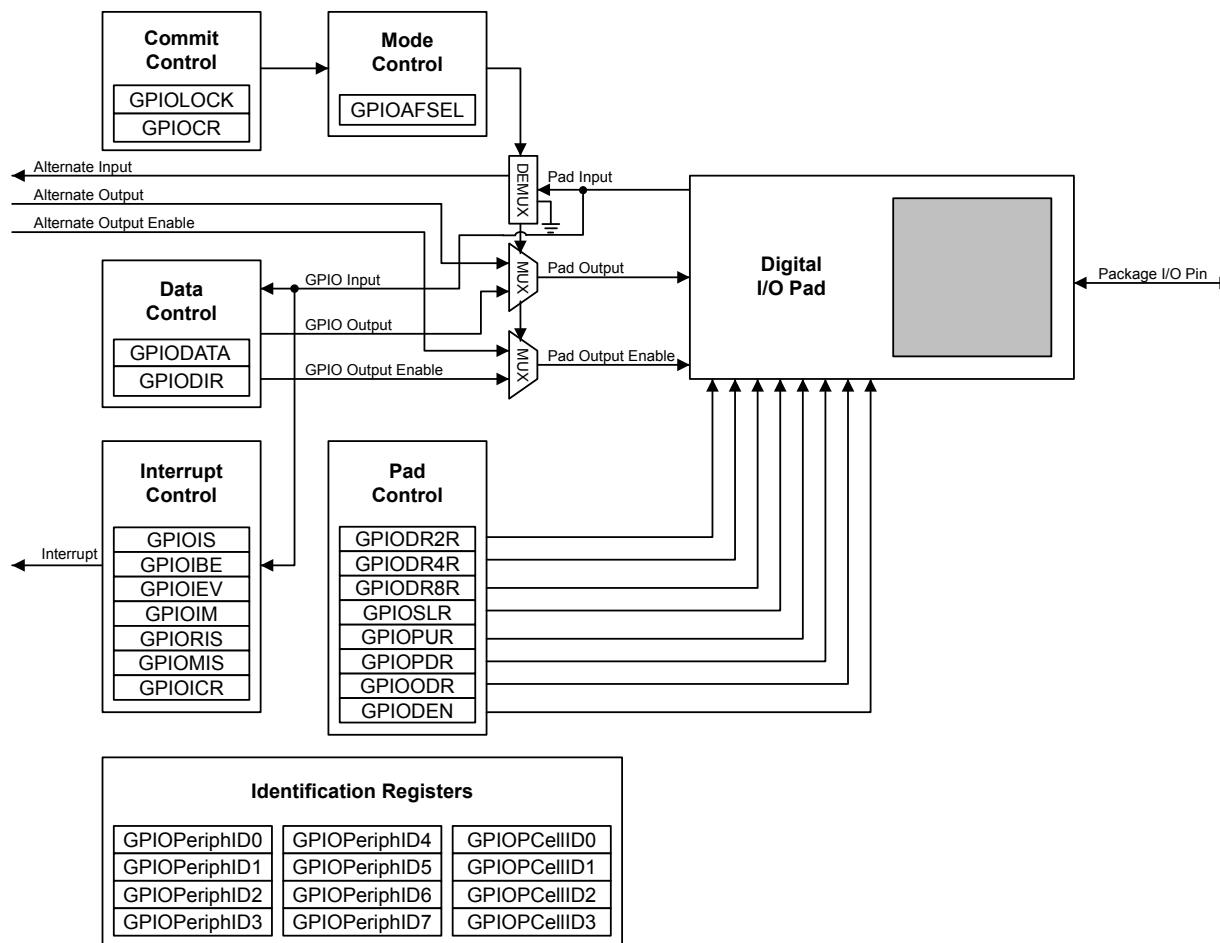 Commit
Control
GPIOLOCK
GPIOCR
Mode
Control
GPIOAFSEL
Alternate Input
Alternate Output
Alternate Output Enable
DEMUX
Pad Input
MUX
Pad Output
MUX
Pad Output Enable
Digital
I/O Pad
Package I/O Pin
Data
Control
GPIODATA
GPIODIR
GPIO Input
GPIO Output
GPIO Output Enable
Interrupt
Control
GPIOIS
GPIOIBE
GPIOIEV
GPIOIM
GPIORIS
GPIOMIS
GPIOICR
Interrupt
Pad
Control
GPIODR2R
GPIODR4R
GPIODR8R
GPIOSLR
GPIOPUR
GPIOPDR
GPIOODR
GPIODEN
Identification Registers
GPIOPeriphID0
GPIOPeriphID1
GPIOPeriphID2
GPIOPeriphID3
GPIOPeriphID4
GPIOPeriphID5
GPIOPeriphID6
GPIOPeriphID7
GPIOPCellID0
GPIOPCellID1
GPIOPCellID2
GPIOPCellID3